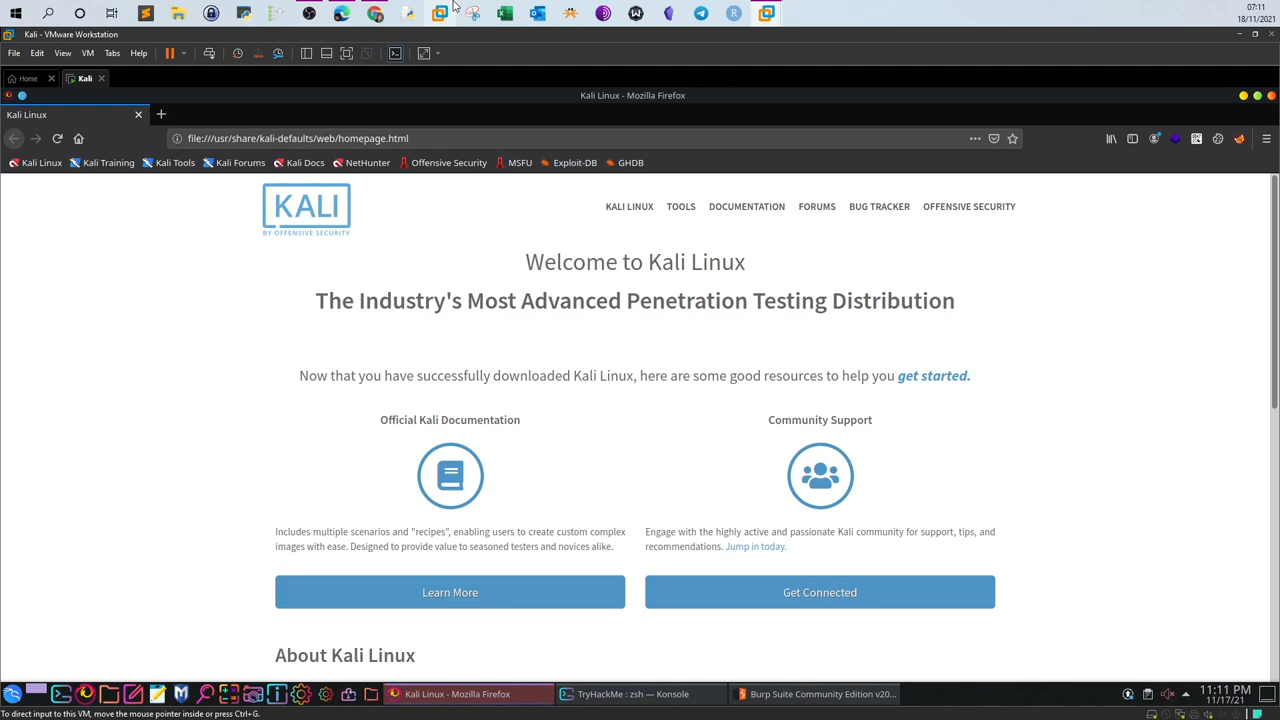 07:11
18/11/2021
Kali - VMware Workstation
File Edit View VM Tabs Help
Home Kali
Kali Linux - Mozilla Firefox
Kali Linux
file:///usr/share/kali-defaults/web/homepage.html
Kali Linux Kali Training Kali Tools Kali Forums Kali Docs NetHunter Offensive Security MSFU Exploit-DB GHDB
KALI
BY OFFENSIVE SECURITY
KALI LINUX TOOLS DOCUMENTATION FORUMS BUG TRACKER OFFENSIVE SECURITY
Welcome to Kali Linux
The Industry's Most Advanced Penetration Testing Distribution
Now that you have successfully downloaded Kali Linux, here are some good resources to help you get started.
Official Kali Documentation
Includes multiple scenarios and "recipes", enabling users to create custom complex
images with ease. Designed to provide value to seasoned testers and novices alike.
Learn More
Community Support
Engage with the highly active and passionate Kali community for support, tips, and
recommendations. Jump in today.
Get Connected
About Kali Linux
Kali Linux - Mozilla Firefox TryHackMe : zsh — Konsole Burp Suite Community Edition v20...
11:11 PM
11/17/21
To direct input to this VM, move the mouse pointer inside or press Ctrl+G.